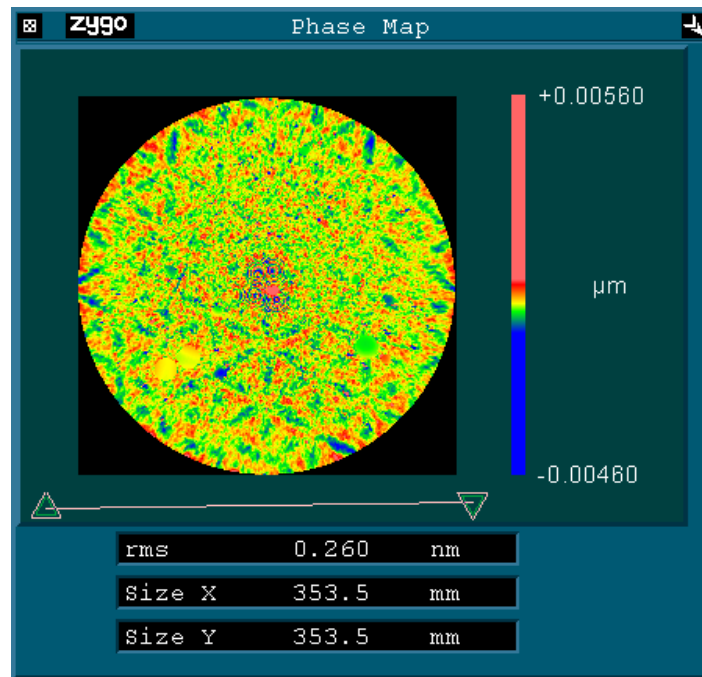 zygo Phase Map
+0.00560
µm
-0.00460
rms 0.260 nm
Size X 353.5 mm
Size Y 353.5 mm